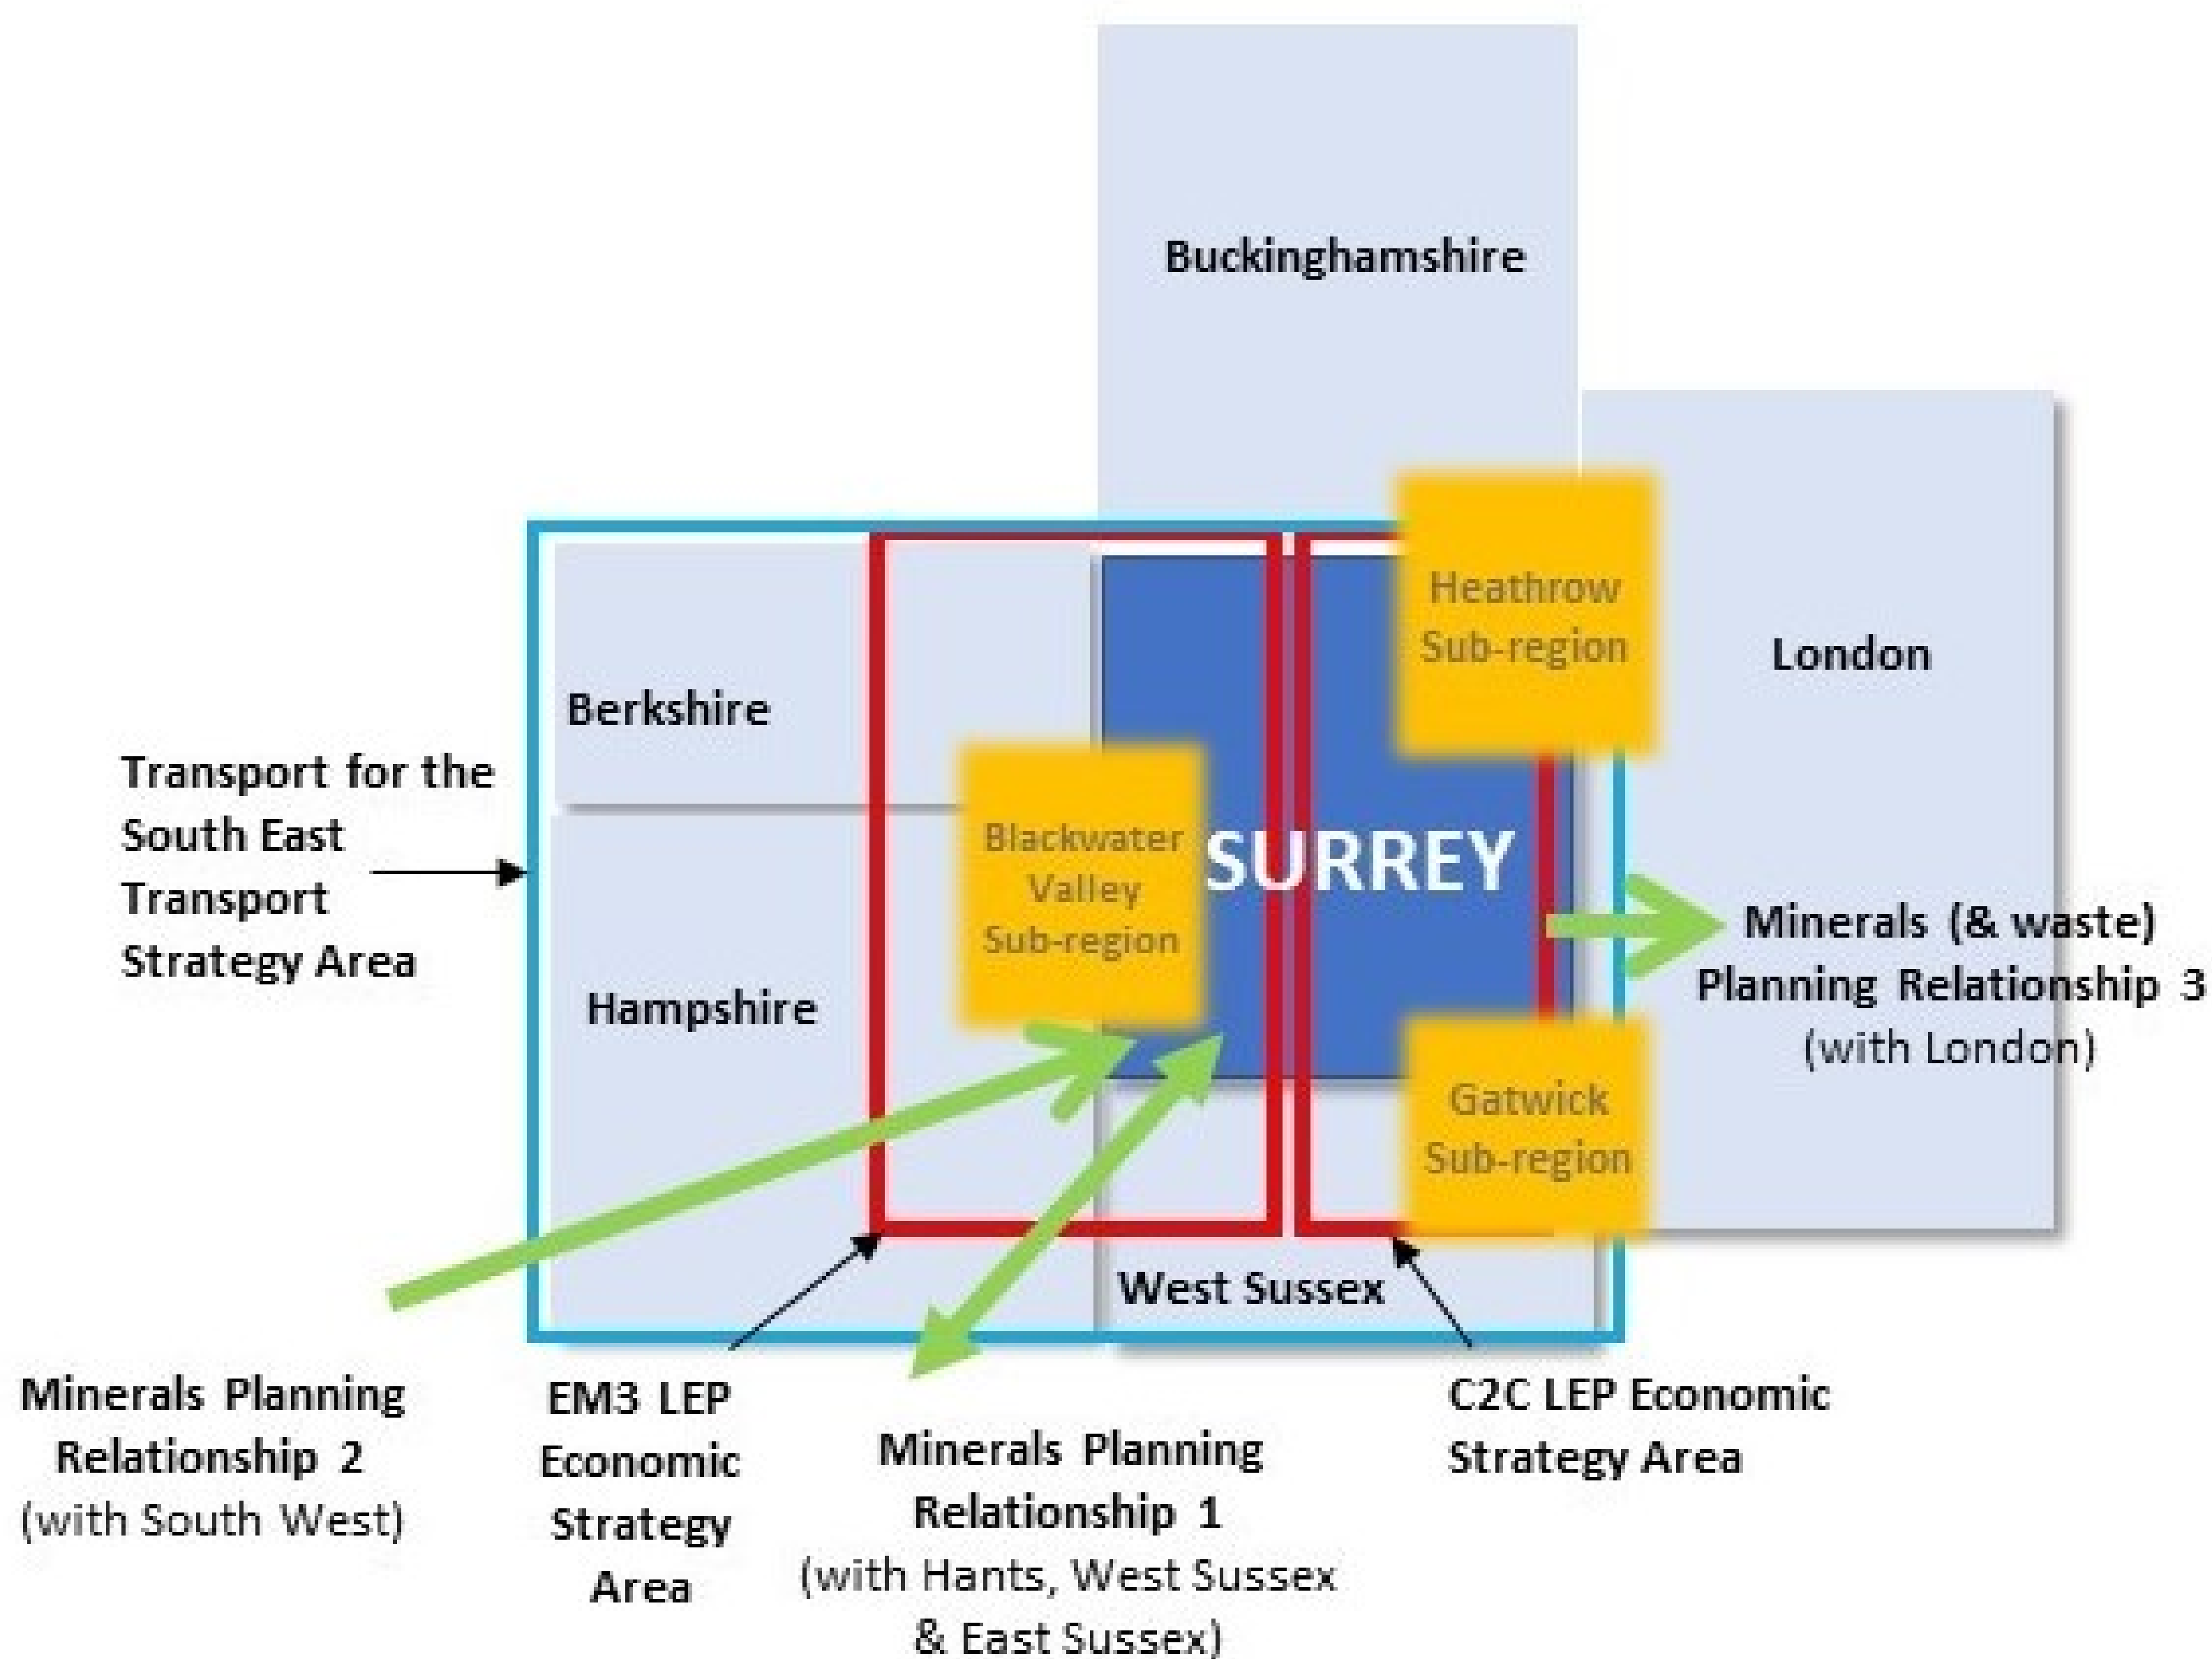 Buckinghamshire
Heathrow
Sub-region
London
Berkshire
Transport for the
South East
Transport
Strategy Area
Blackwater
Valley
Sub-region
SURREY
Hampshire
Minerals (& waste)
Planning Relationship 3
(with London)
Gatwick
Sub-region
West Sussex
Minerals Planning
Relationship 2
(with South West)
EM3 LEP
Economic
Strategy
Area
Minerals Planning
Relationship 1
(with Hants, West Sussex
& East Sussex)
C2C LEP Economic
Strategy Area